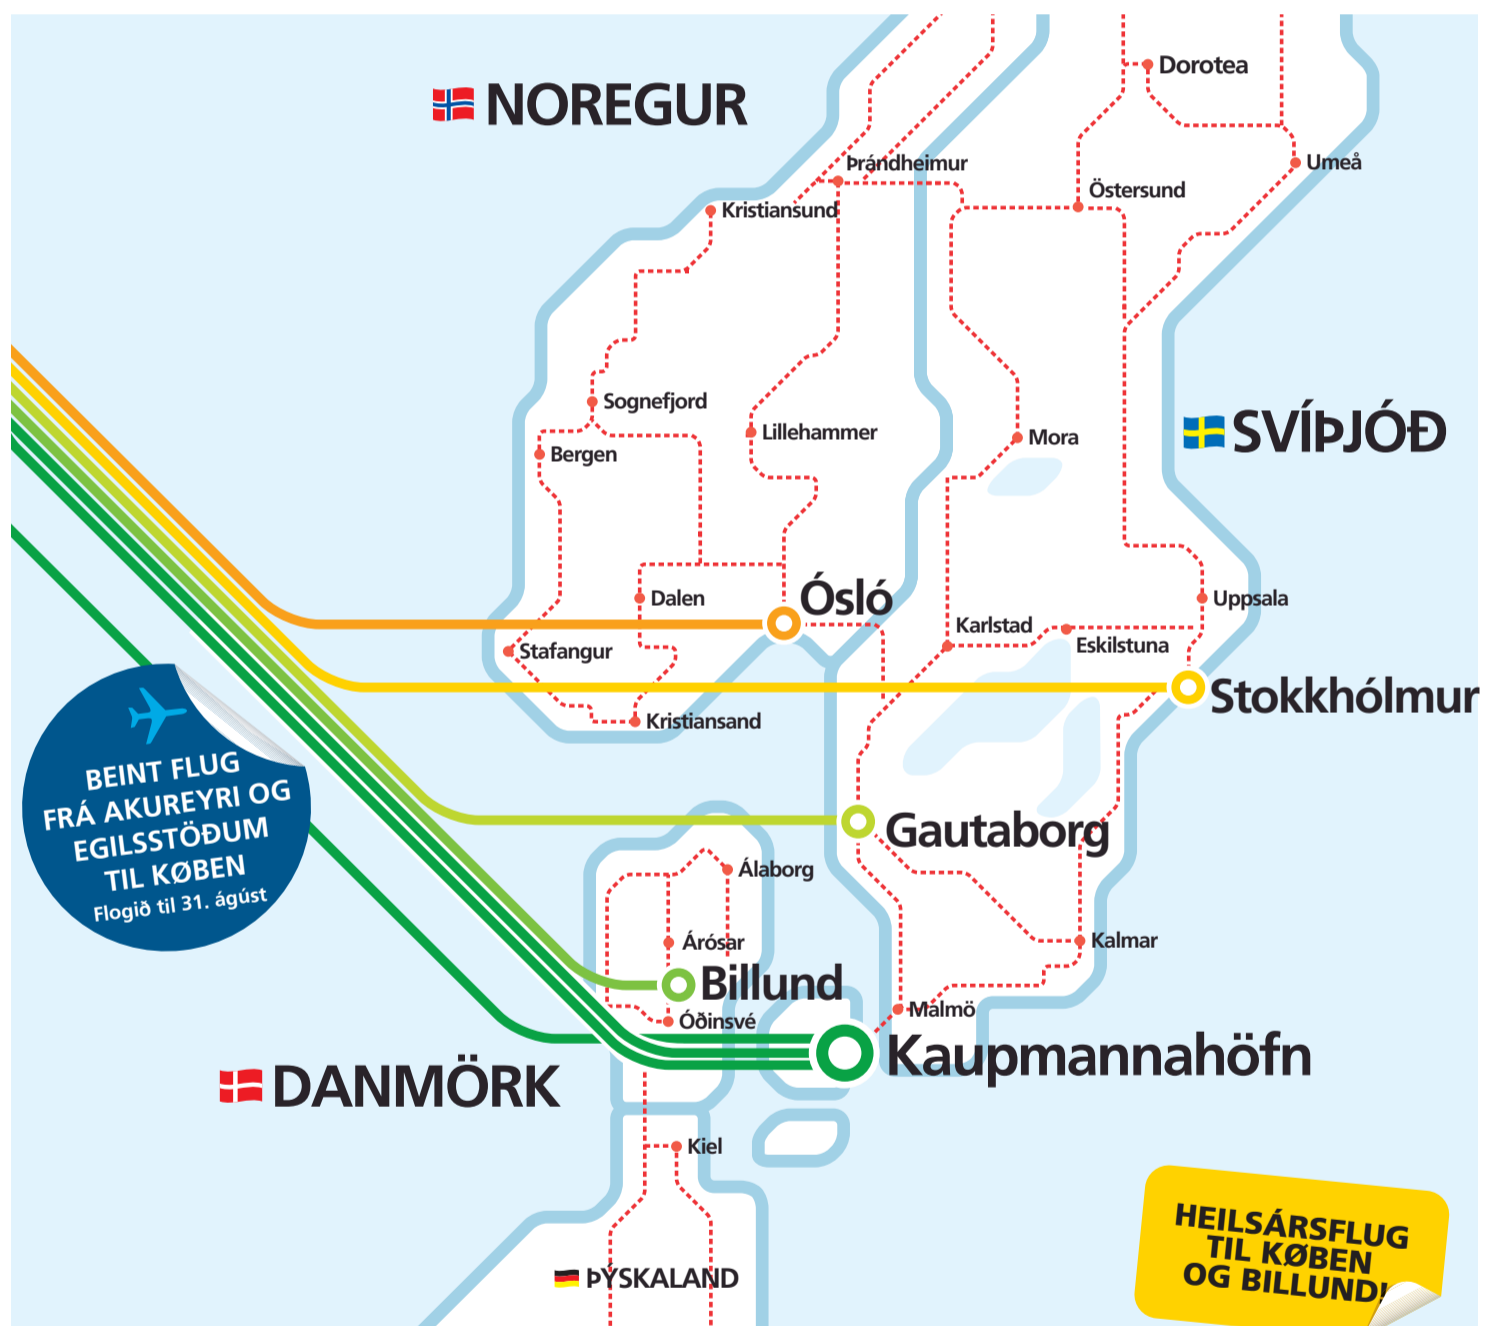 NOREGUR
Dorotea
Þrándheimur
Umeå
Östersund
Kristiansund
Sognefjord
SVÍÞJÓÐ
Lillehammer
Mora
Bergen
Ósló
Dalen
Uppsala
Karlstad
Eskilstuna
Stafangur
Stokkhólmur
Kristiansand
BEINT FLUG
FRÁ AKUREYRI OG
EGILSSTÖÐUM
TIL KØBEN
Flogið til 31. ágúst
Gautaborg
Álaborg
Árósar
Kalmar
Billund
Malmö
Óðinsvé
Kaupmannahöfn
DANMÖRK
Kiel
HEILSÁRSFLUG
TIL KØBEN
OG BILLUND!
ÞÝSKALAND